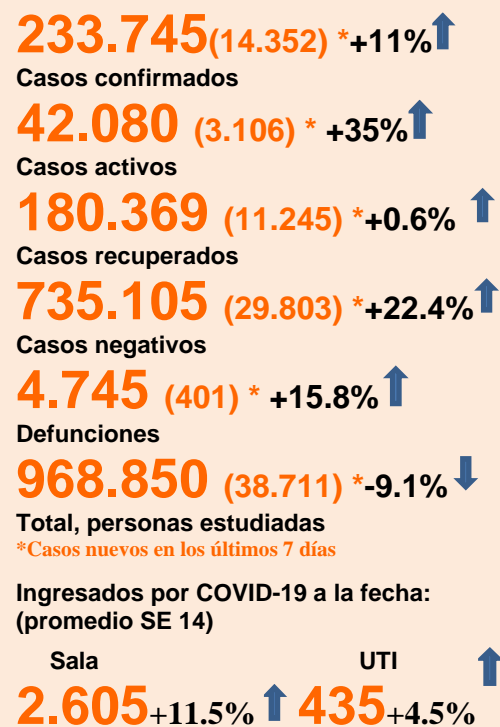 233.745(14.352) *+11%
Casos confirmados
42.080 (3.106) * +35%
Casos activos
180.369 (11.245) *+0.6%
Casos recuperados
735.105 (29.803) *+22.4%
Casos negativos
4.745 (401) * +15.8%
Defunciones
968.850 (38.711) *-9.1%
Total, personas estudiadas
*Casos nuevos en los últimos 7 días
Ingresados por COVID-19 a la fecha:
(promedio SE 14)
Sala UTI
2.605+11.5% 435+4.5%